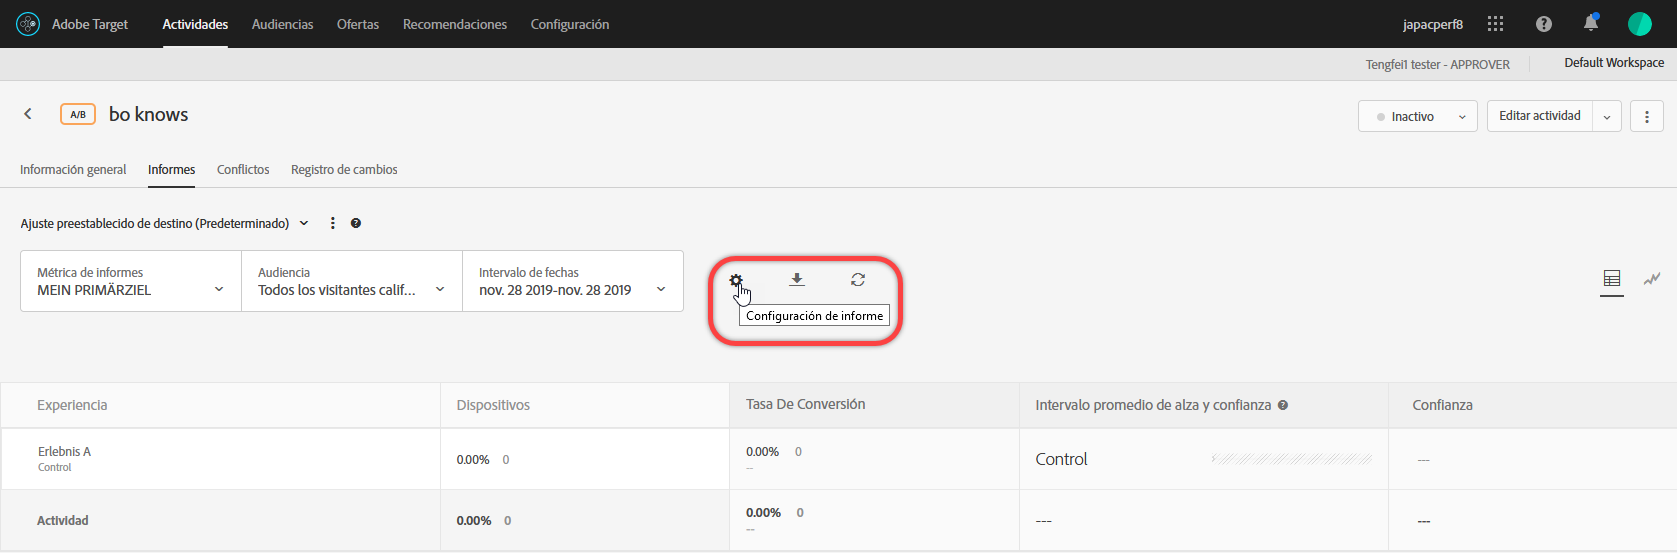 Adobe Target Actividades Audiencias Ofertas Recomendaciones Configuración japacperf8
Tengfei1 tester - APPROVER Default Workspace
A/B bo knows Inactivo Editar actividad
Información general Informes Conflictos Registro de cambios
Ajuste preestablecido de destino (Predeterminado)
Métrica de informes Audiencia Intervalo de fechas
MEIN PRIMÄRZIEL Todos los visitantes calif... nov. 28 2019-nov. 28 2019
Configuración de informe
Experiencia Dispositivos Tasa De Conversión Intervalo promedio de alza y confianza Confianza
Erlebnis A 0.00% 0 0.00% 0 Control ---
Control --
Actividad 0.00% 0 0.00% 0 --- ---
--